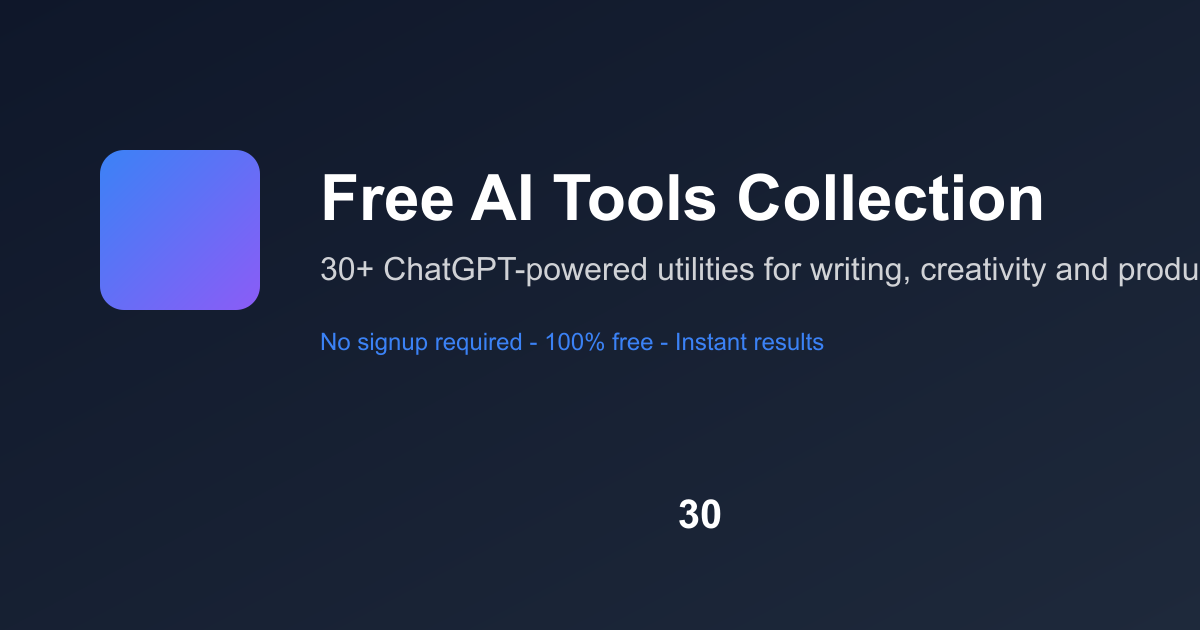 Free AI Tools Collection
30+ ChatGPT-powered utilities for writing, creativity and produ
No signup required - 100% free - Instant results
30